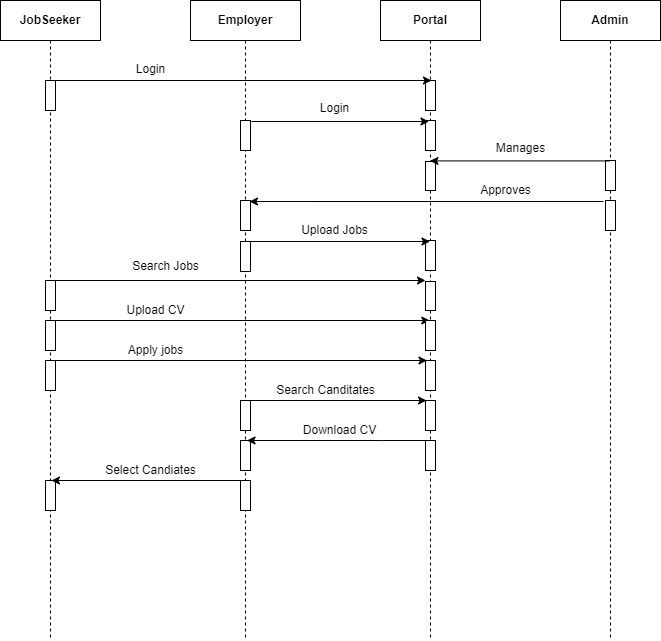 JobSeeker
Employer
Portal
Admin
Login
Login
Manages
Approves
Upload Jobs
Search Jobs
Upload CV
Apply jobs
Search Canditates
Download CV
Select Candiates